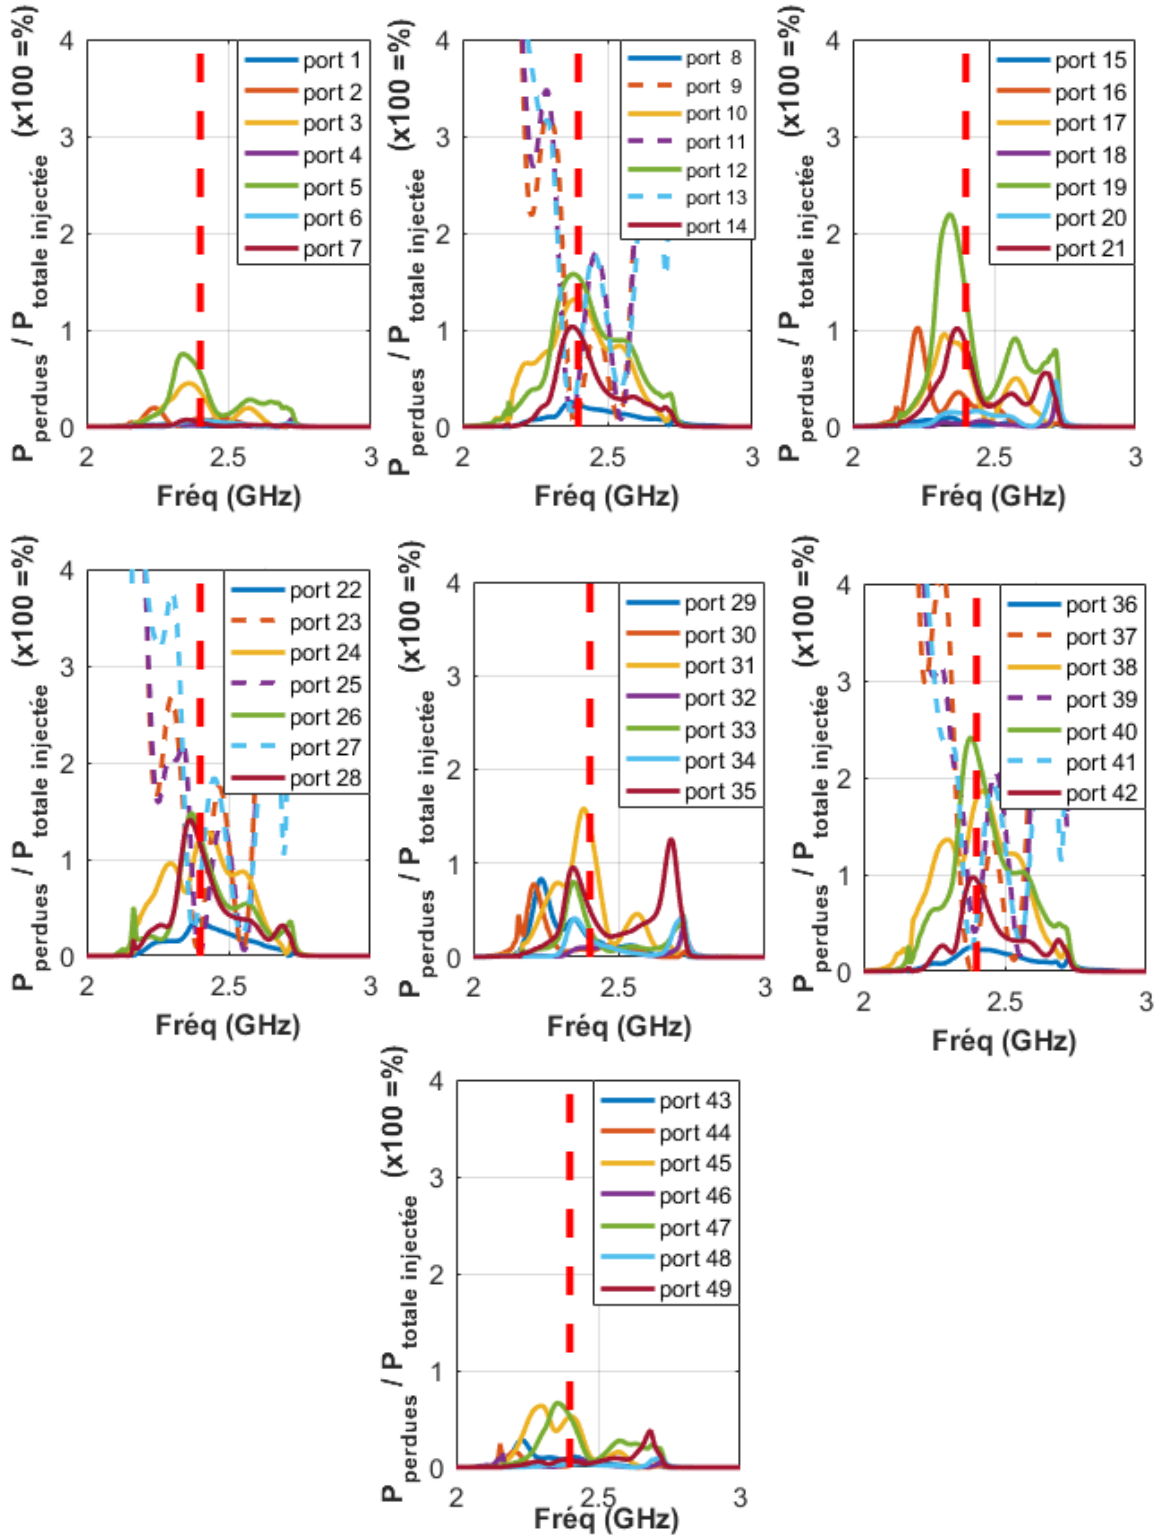 P perdues / P totale injectée (x100 =%)
4
3
2
1
0
port 1
port 2
port 3
port 4
port 5
port 6
port 7
2 2.5 3
Fréq (GHz)
P perdues / P totale injectée (x100 =%)
4
3
2
1
0
port 8
port 9
port 10
port 11
port 12
port 13
port 14
2 2.5 3
Fréq (GHz)
P perdues / P totale injectée (x100 =%)
4
3
2
1
0
port 15
port 16
port 17
port 18
port 19
port 20
port 21
2 2.5 3
Fréq (GHz)
P perdues / P totale injectée (x100 =%)
4
3
2
1
0
port 22
port 23
port 24
port 25
port 26
port 27
port 28
2 2.5 3
Fréq (GHz)
P perdues / P totale injectée (x100 =%)
4
3
2
1
0
port 29
port 30
port 31
port 32
port 33
port 34
port 35
2 2.5 3
Fréq (GHz)
P perdues / P totale injectée (x100 =%)
4
3
2
1
0
port 36
port 37
port 38
port 39
port 40
port 41
port 42
2 2.5 3
Fréq (GHz)
P perdues / P totale injectée (x100 =%)
4
3
2
1
0
port 43
port 44
port 45
port 46
port 47
port 48
port 49
2 2.5 3
Fréq (GHz)